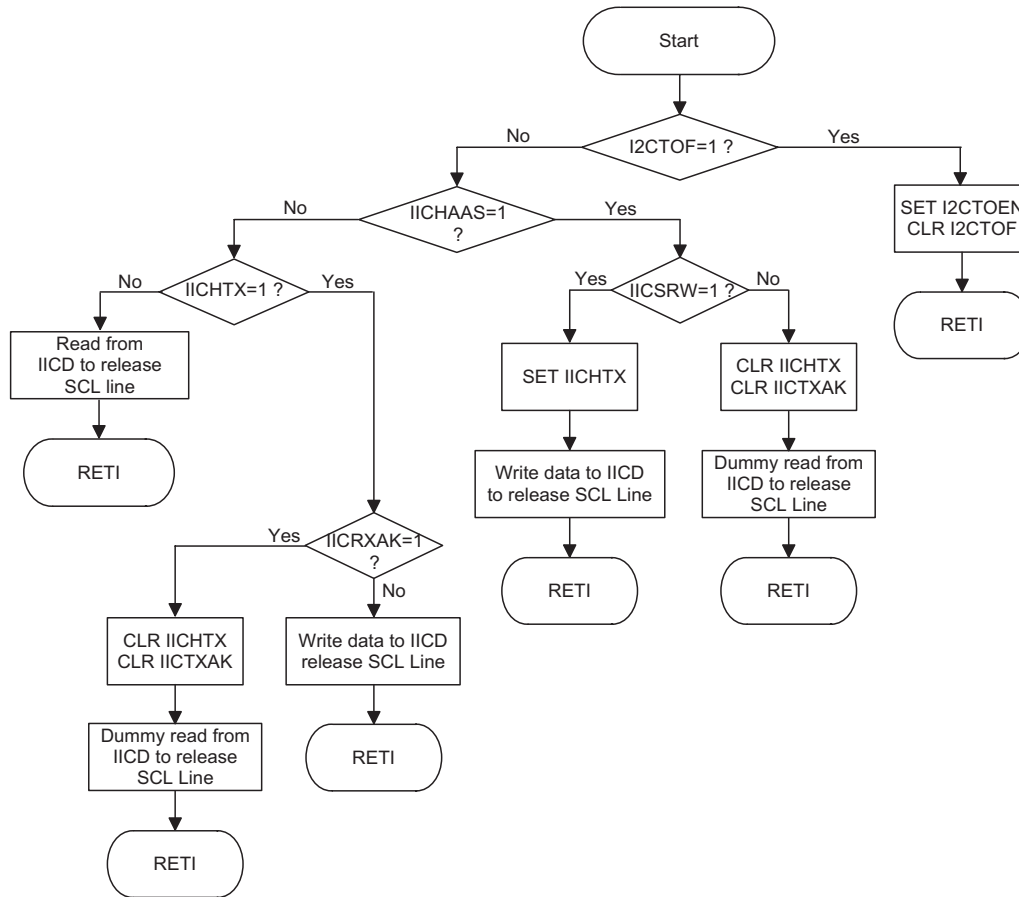 Start
I2CTOF=1 ?
No
Yes
IICHAAS=1
?
No
Yes
SET I2CTOEN
CLR I2CTOF
RETI
IICHTX=1 ?
No
Yes
IICSRW=1 ?
Yes
No
Read from
IICD to release
SCL line
RETI
SET IICHTX
CLR IICHTX
CLR IICTXAK
Write data to IICD
to release SCL Line
Dummy read from
IICD to release
SCL Line
RETI
RETI
IICRXAK=1
?
Yes
No
CLR IICHTX
CLR IICTXAK
Write data to IICD
release SCL Line
Dummy read from
IICD to release
SCL Line
RETI
RETI